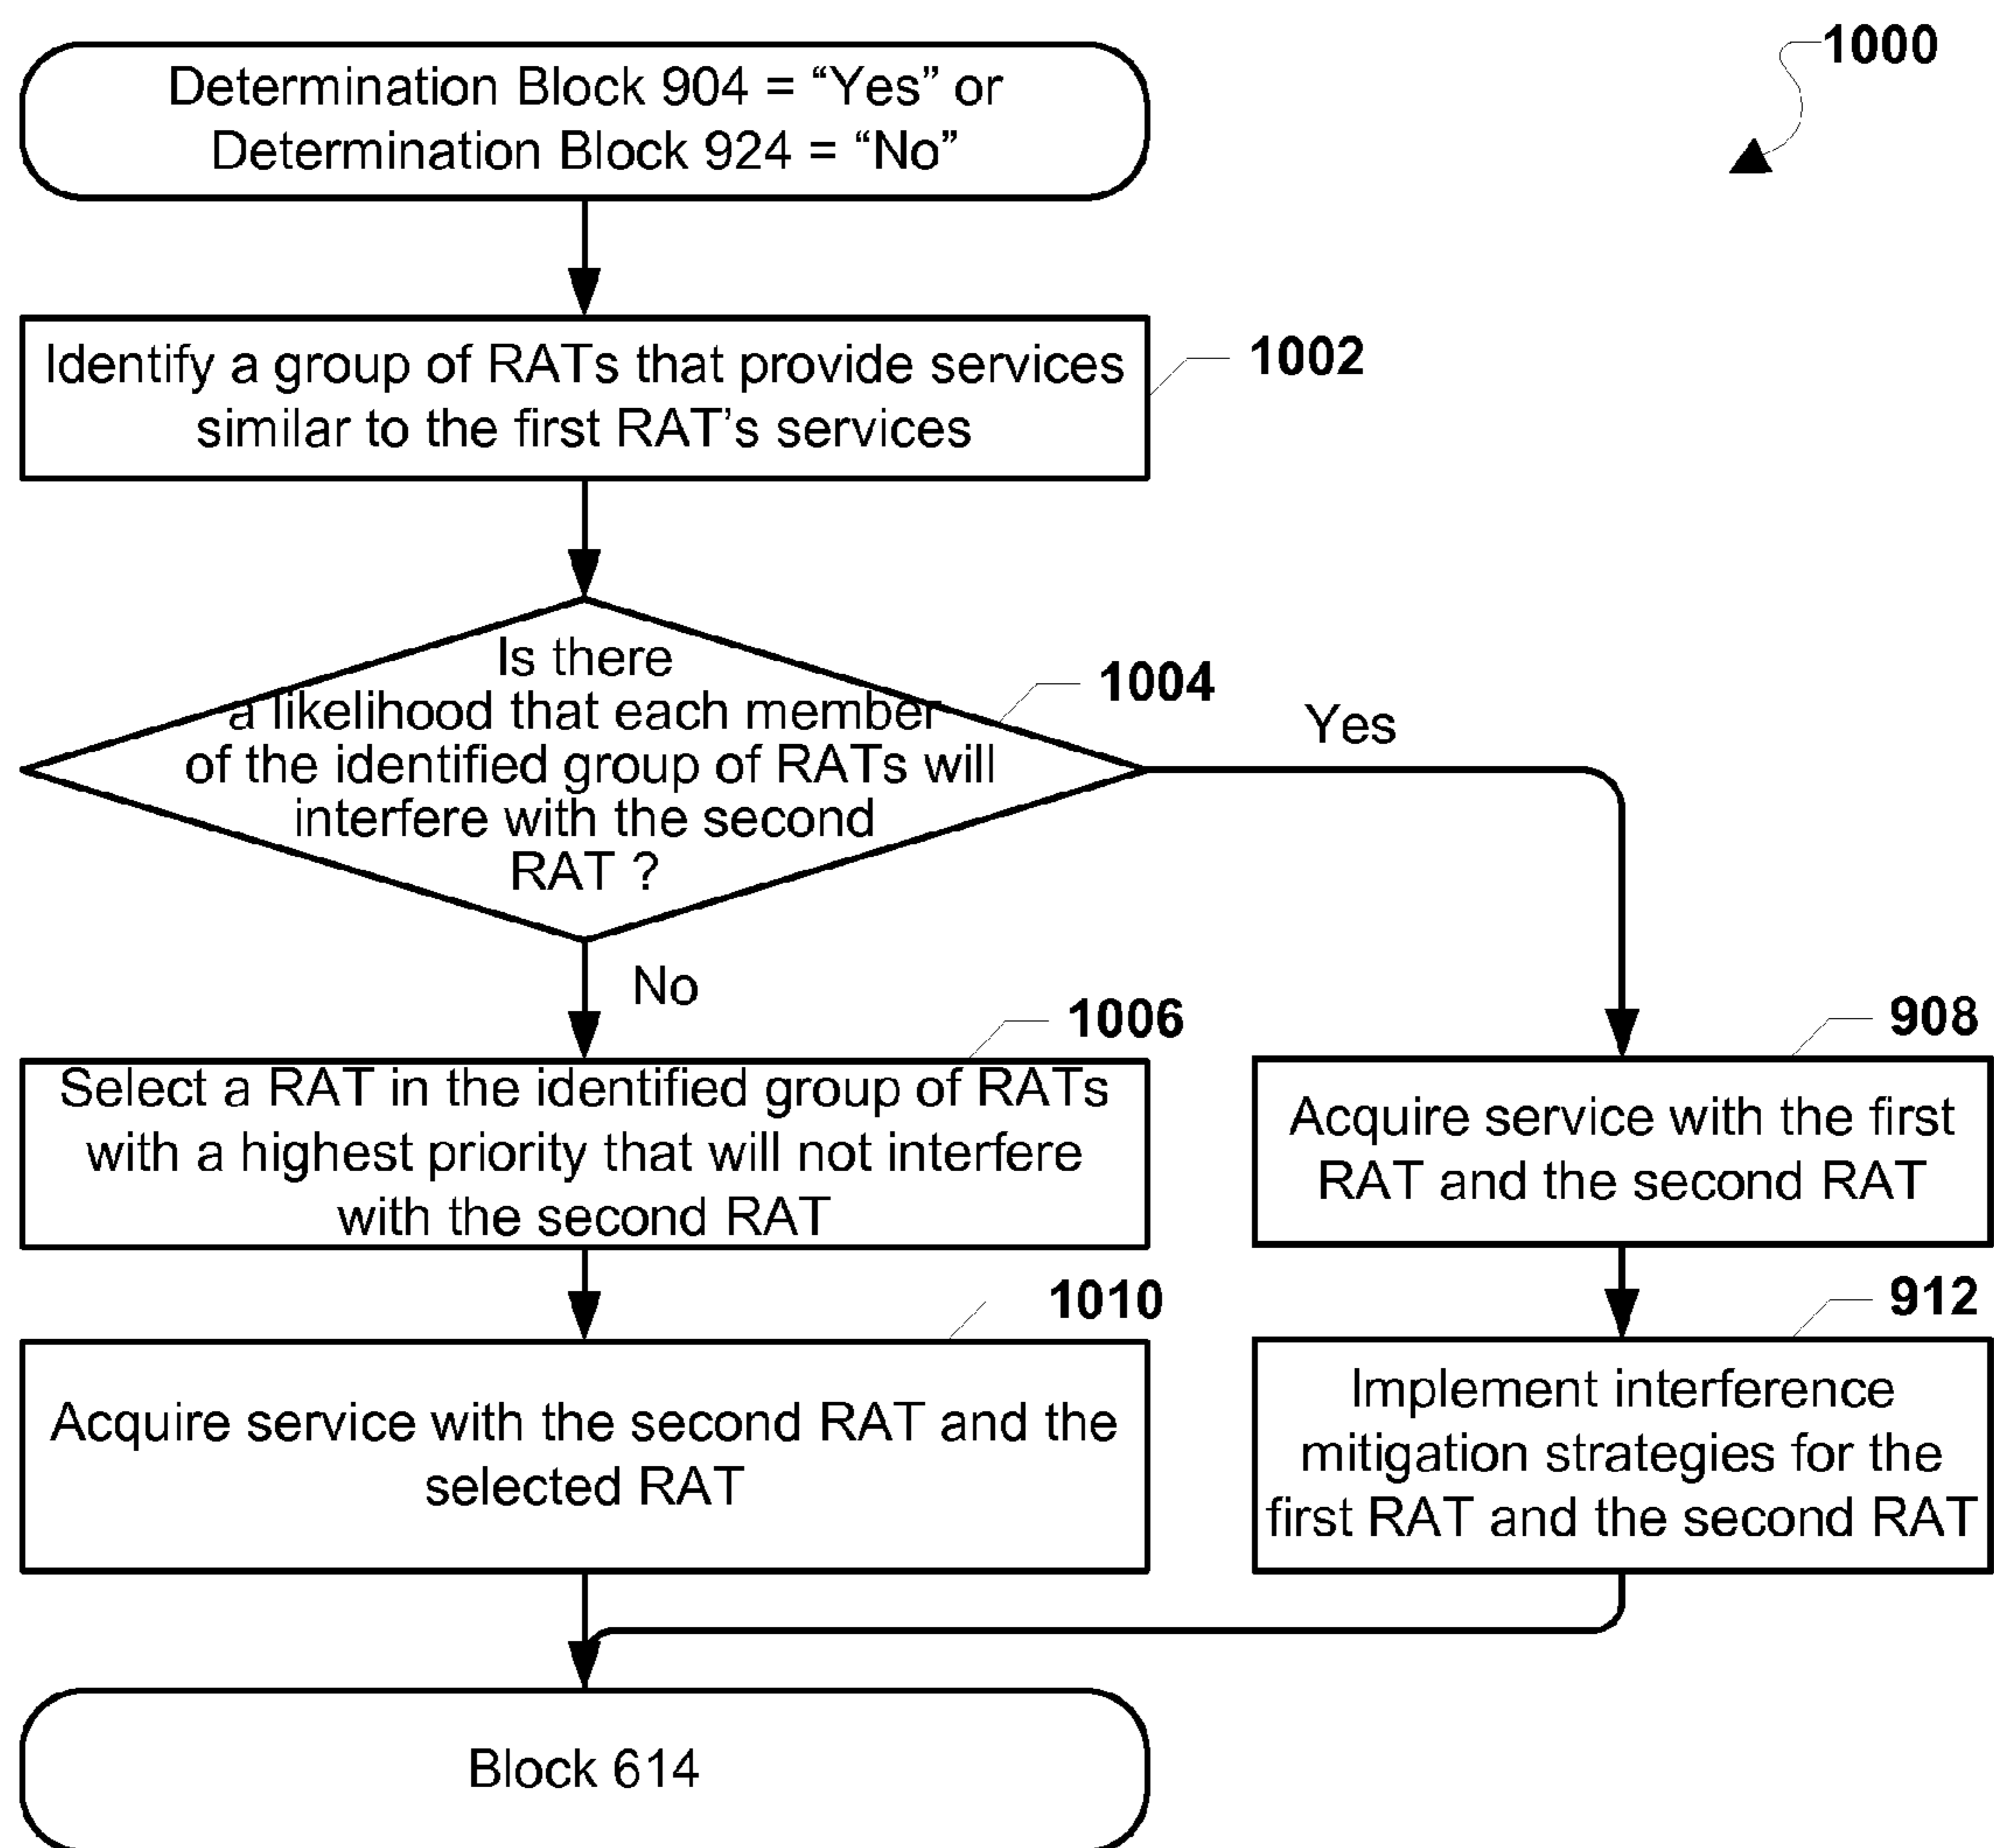 1000
Determination Block 904 = “Yes” or
Determination Block 924 = “No”
Identify a group of RATs that provide services
similar to the first RAT’s services
1002
Is there
a likelihood that each member
of the identified group of RATs will
interfere with the second
RAT ?
1004
Yes
No
1006
Select a RAT in the identified group of RATs
with a highest priority that will not interfere
with the second RAT
908
Acquire service with the first
RAT and the second RAT
1010
Acquire service with the second RAT and the
selected RAT
912
Implement interference
mitigation strategies for the
first RAT and the second RAT
Block 614